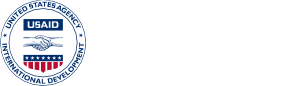 UNITED STATES AGENCY
USAID
INTERNATIONAL DEVELOPMENT